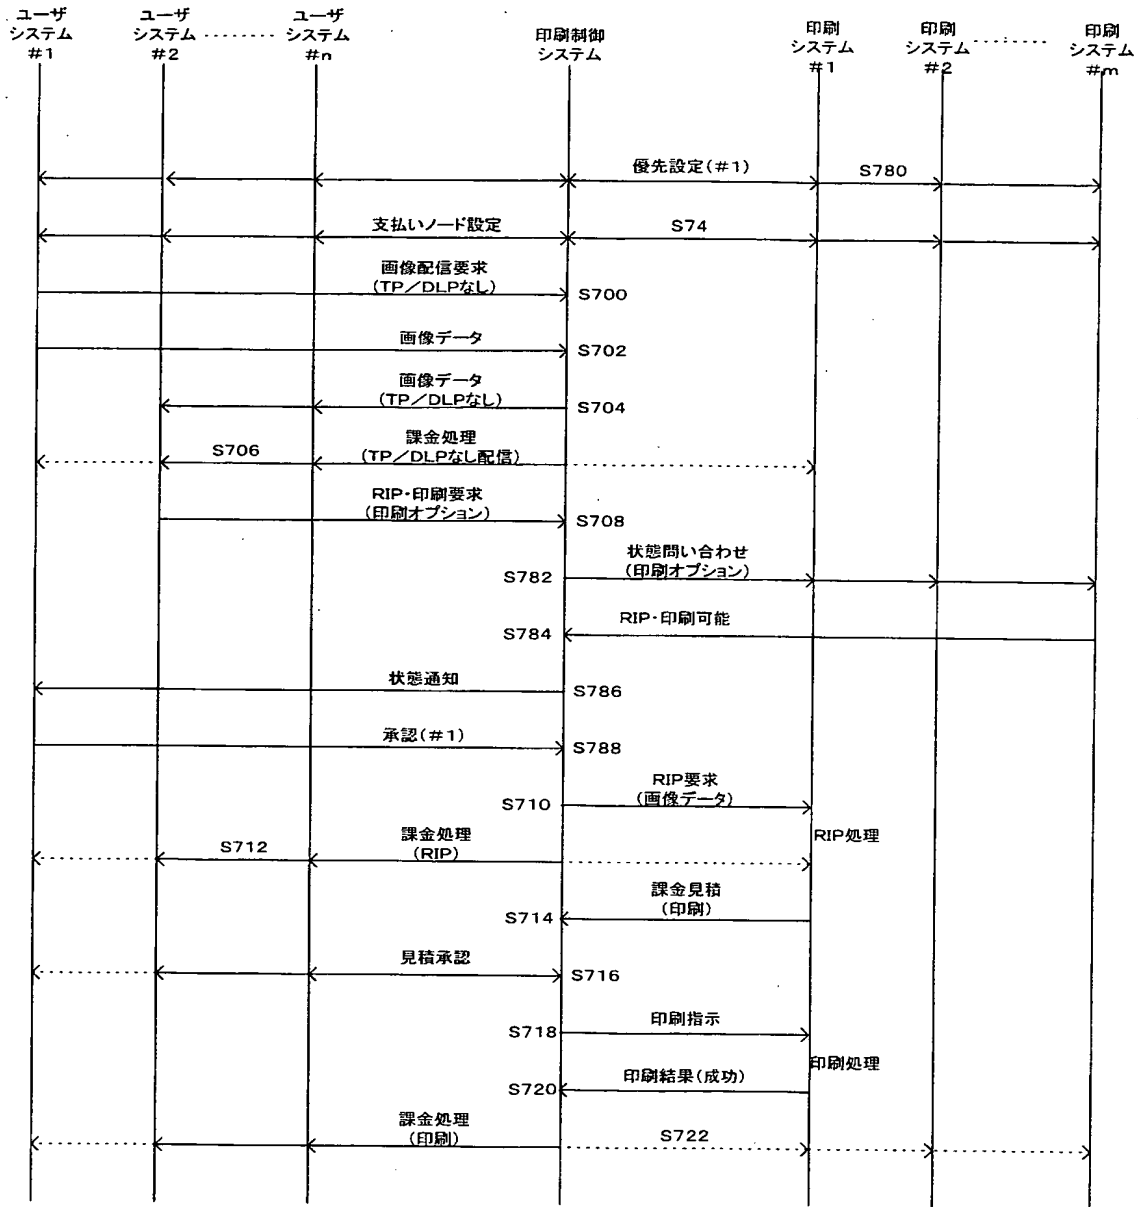 ユーザ
システム
#1
ユーザ
システム
#2
ユーザ
システム
#n
印刷制御
システム
印刷
システム
#1
印刷
システム
#2
印刷
システム
#m
優先設定(#1)
S780
支払いノード設定
S74
画像配信要求
(TP/DLPなし)
S700
画像データ
S702
画像データ
(TP/DLPなし)
S704
S706
課金処理
(TP/DLPなし配信)
RIP・印刷要求
(印刷オプション)
S708
S782
状態問い合わせ
(印刷オプション)
S784
RIP・印刷可能
状態通知
S786
承認(#1)
S788
S710
RIP要求
(画像データ)
RIP処理
S712
課金処理
(RIP)
S714
課金見積
(印刷)
見積承認
S716
S718
印刷指示
印刷処理
S720
印刷結果(成功)
課金処理
(印刷)
S722